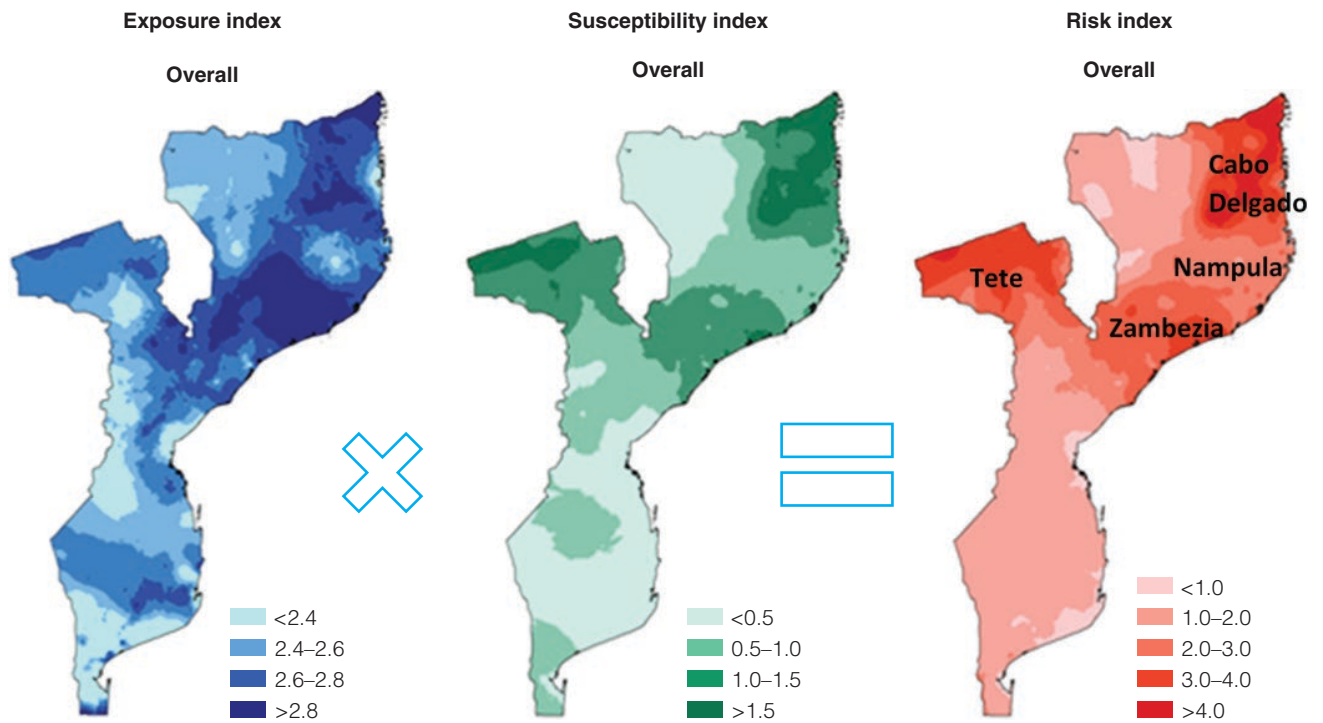 Exposure index
Overall
<2.4
2.4–2.6
2.6–2.8
>2.8
Susceptibility index
Overall
<0.5
0.5–1.0
1.0–1.5
>1.5
Risk index
Overall
Cabo
Delgado
Nampula
Tete
Zambezia
<1.0
1.0–2.0
2.0–3.0
3.0–4.0
>4.0